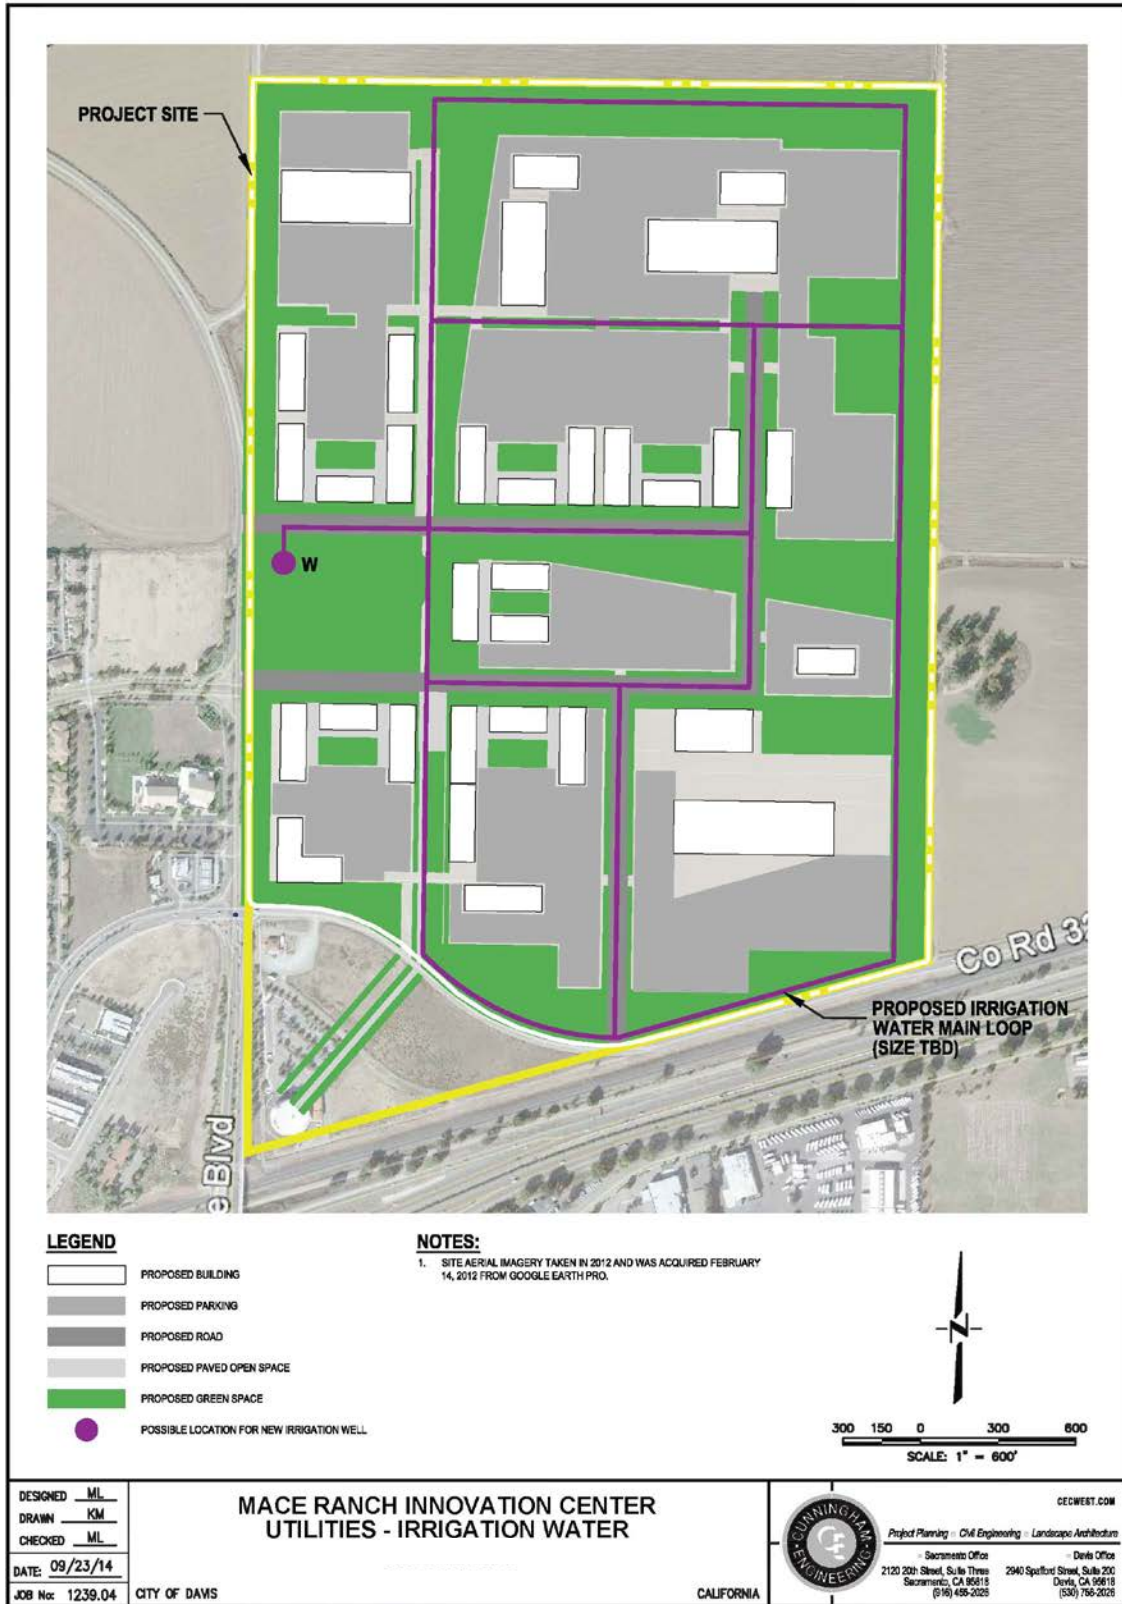 PROJECT SITE
W
Co Rd 32
PROPOSED IRRIGATION
WATER MAIN LOOP
(SIZE TBD)
e Blvd
LEGEND
PROPOSED BUILDING
PROPOSED PARKING
PROPOSED ROAD
PROPOSED PAVED OPEN SPACE
PROPOSED GREEN SPACE
POSSIBLE LOCATION FOR NEW IRRIGATION WELL
NOTES:
1. SITE AERIAL IMAGERY TAKEN IN 2012 AND WAS ACQUIRED FEBRUARY
14, 2012 FROM GOOGLE EARTH PRO.
N
300 150 0 300 600
SCALE: 1" = 600'
DESIGNED ML
DRAWN KM
CHECKED ML
DATE: 09/23/14
JOB No: 1239.04
MACE RANCH INNOVATION CENTER
UTILITIES - IRRIGATION WATER
CITY OF DAVIS
CALIFORNIA
CUNNINGHAM
ENGINEERING
CE
CECWEST.COM
Project Planning Civil Engineering Landscape Architecture
Sacramento Office
2120 20th Street, Suite Three
Sacramento, CA 95818
(916) 455-2026
Davis Office
2940 Spafford Street, Suite 200
Davis, CA 95618
(530) 758-2026